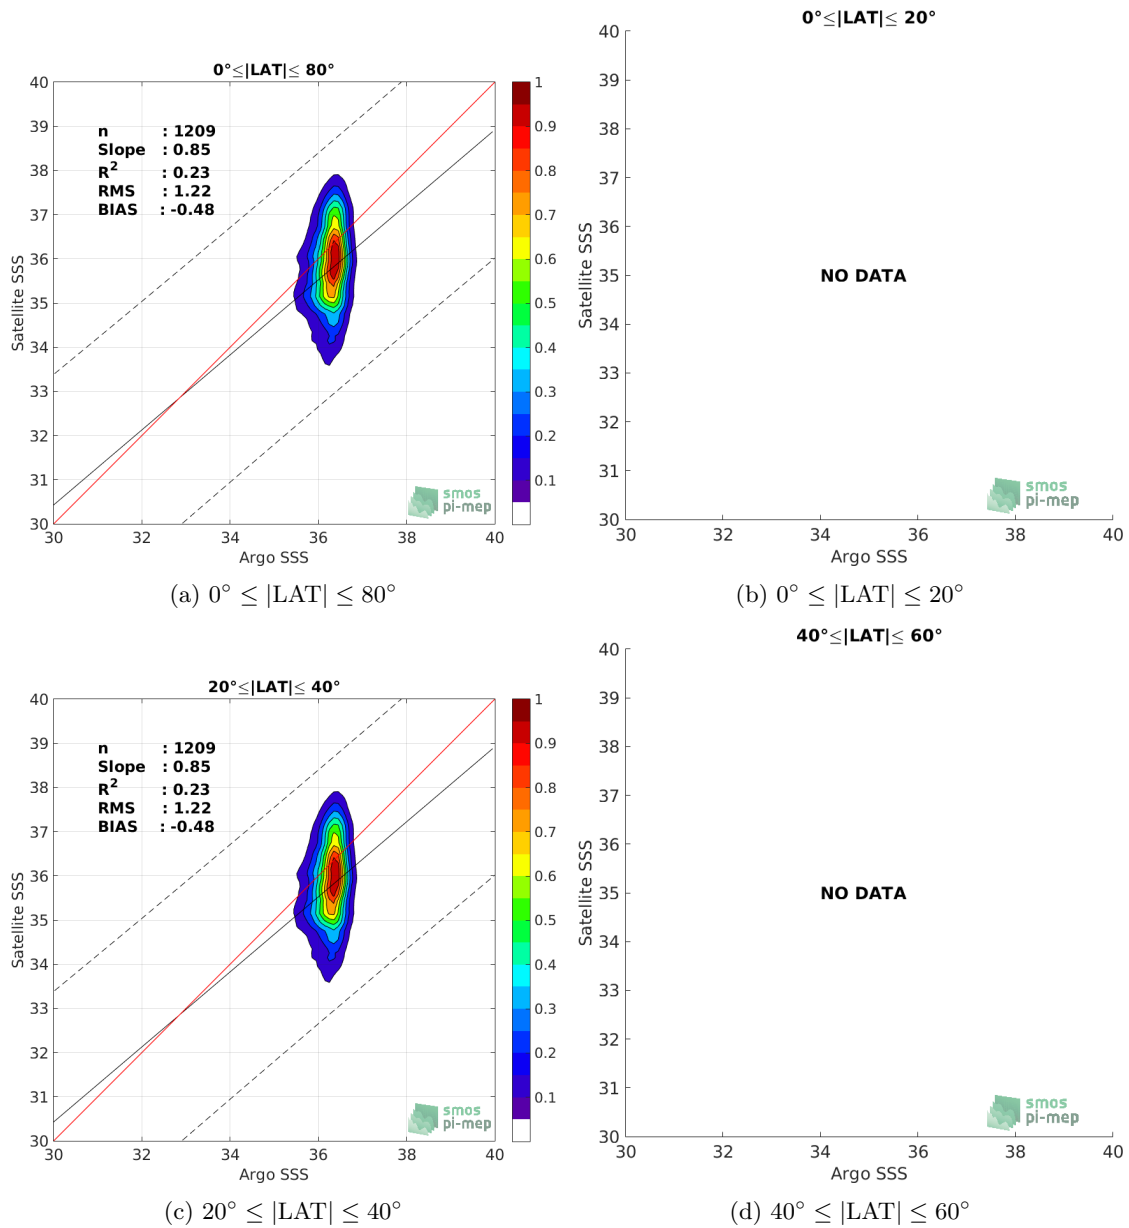 0°≤|LAT|≤ 80°
40
39
38
37
36
35
34
33
32
31
30
Satellite SSS
n : 1209
Slope : 0.85
R² : 0.23
RMS : 1.22
BIAS : -0.48
1
0.9
0.8
0.7
0.6
0.5
0.4
0.3
0.2
0.1
smos
pi-mep
30 32 34 36 38 40
Argo SSS
(a) 0° ≤ |LAT| ≤ 80°
0°≤|LAT|≤ 20°
40
39
38
37
36
35
34
33
32
31
30
Satellite SSS
NO DATA
smos
pi-mep
30 32 34 36 38 40
Argo SSS
(b) 0° ≤ |LAT| ≤ 20°
20°≤|LAT|≤ 40°
40
39
38
37
36
35
34
33
32
31
30
Satellite SSS
n : 1209
Slope : 0.85
R² : 0.23
RMS : 1.22
BIAS : -0.48
1
0.9
0.8
0.7
0.6
0.5
0.4
0.3
0.2
0.1
smos
pi-mep
30 32 34 36 38 40
Argo SSS
(c) 20° ≤ |LAT| ≤ 40°
40°≤|LAT|≤ 60°
40
39
38
37
36
35
34
33
32
31
30
Satellite SSS
NO DATA
smos
pi-mep
30 32 34 36 38 40
Argo SSS
(d) 40° ≤ |LAT| ≤ 60°